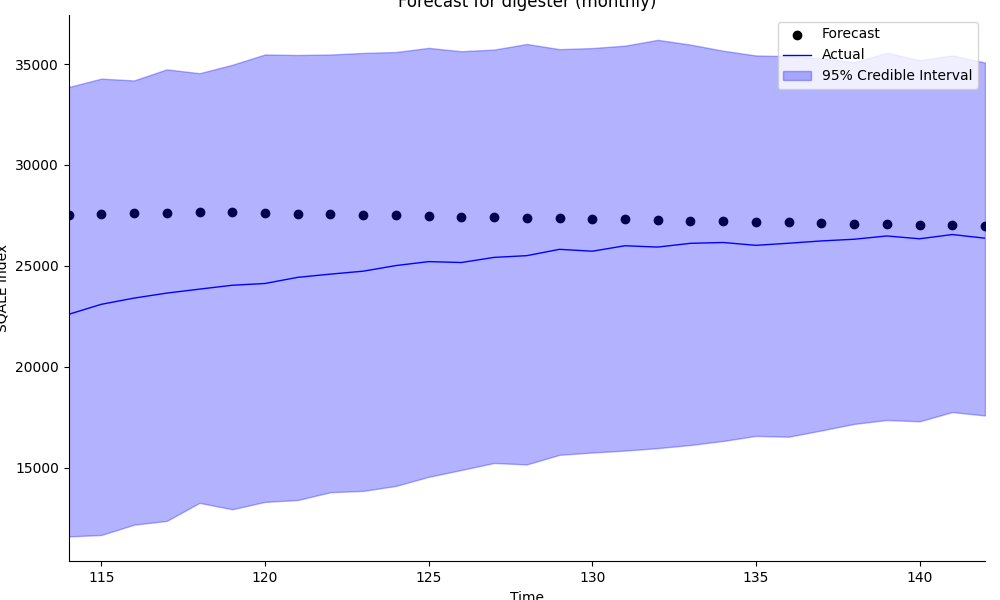 Forecast for digester (monthly)
Forecast
Actual
95% Credible Interval
35000
30000
25000
20000
15000
SQALE Index
115
120
125
130
135
140
Time